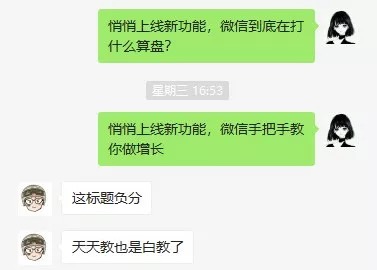 悄悄上线新功能，微信到底在打
什么算盘？
星期三 16:53
悄悄上线新功能，微信手把手教
你做增长
这标题负分
天天教也是白教了